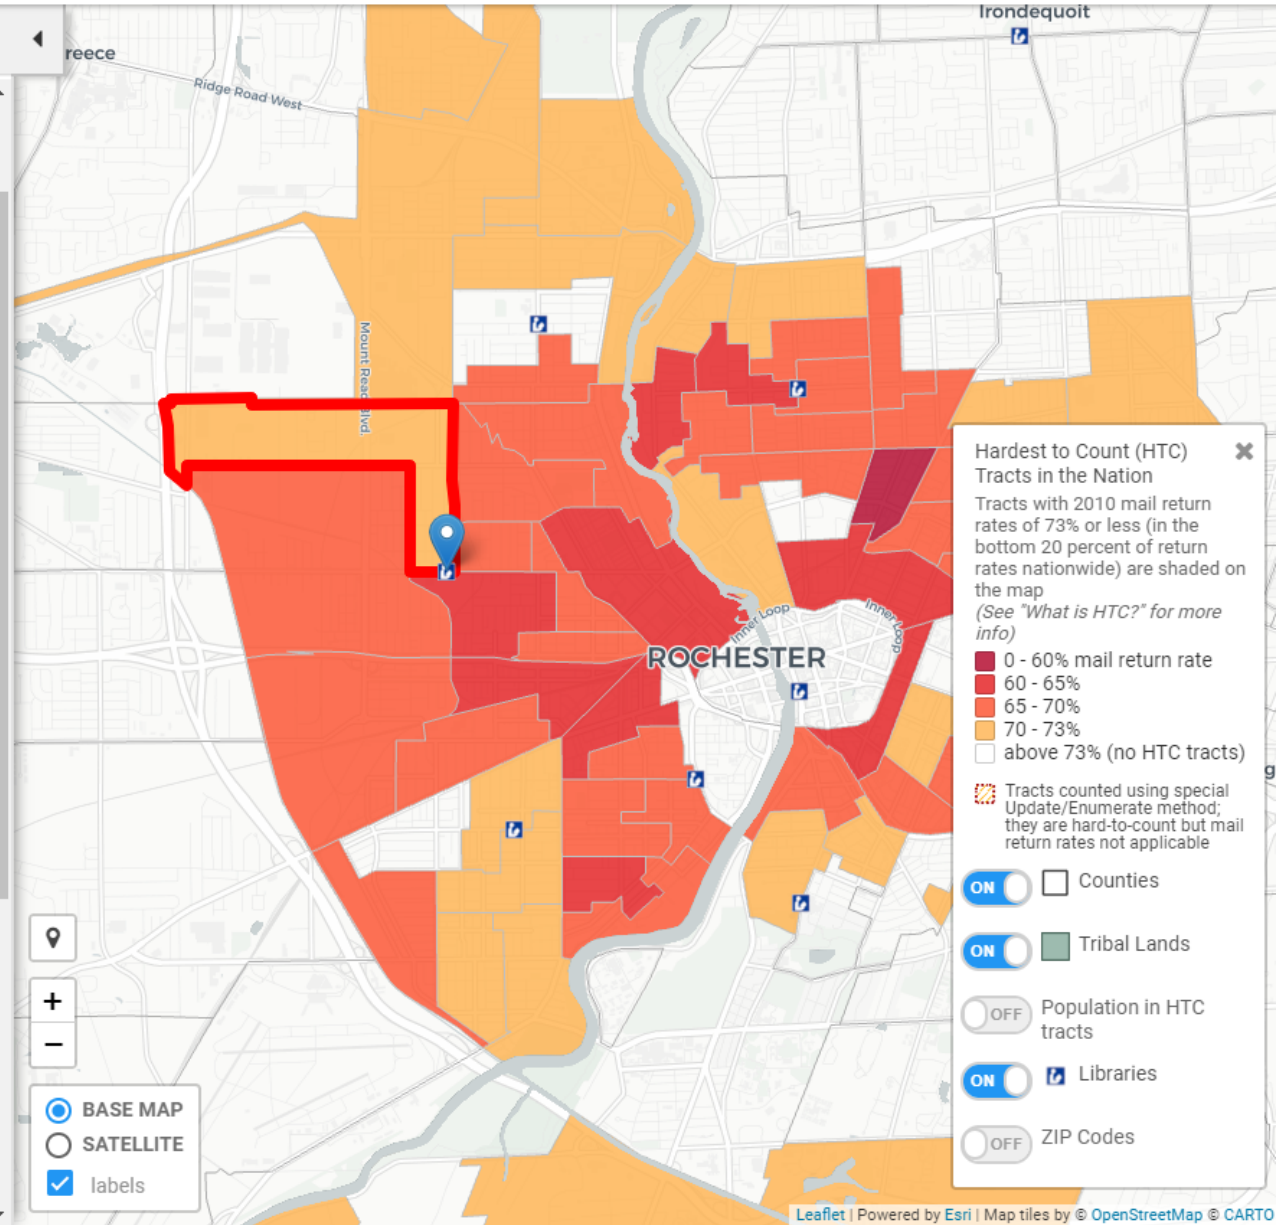 Irondequoit
reece
Ridge Road West
Mount Read Blvd.
Inner Loop
Inner Loop
ROCHESTER
g
Hardest to Count (HTC)
Tracts in the Nation
Tracts with 2010 mail return
rates of 73% or less (in the
bottom 20 percent of return
rates nationwide) are shaded on
the map
(See "What is HTC?" for more
info)
0 - 60% mail return rate
60 - 65%
65 - 70%
70 - 73%
above 73% (no HTC tracts)
Tracts counted using special
Update/Enumerate method;
they are hard-to-count but mail
return rates not applicable
ON Counties
ON Tribal Lands
OFF Population in HTC
tracts
ON Libraries
OFF ZIP Codes
+
−
BASE MAP
SATELLITE
labels
Leaflet | Powered by Esri | Map tiles by © OpenStreetMap © CARTO